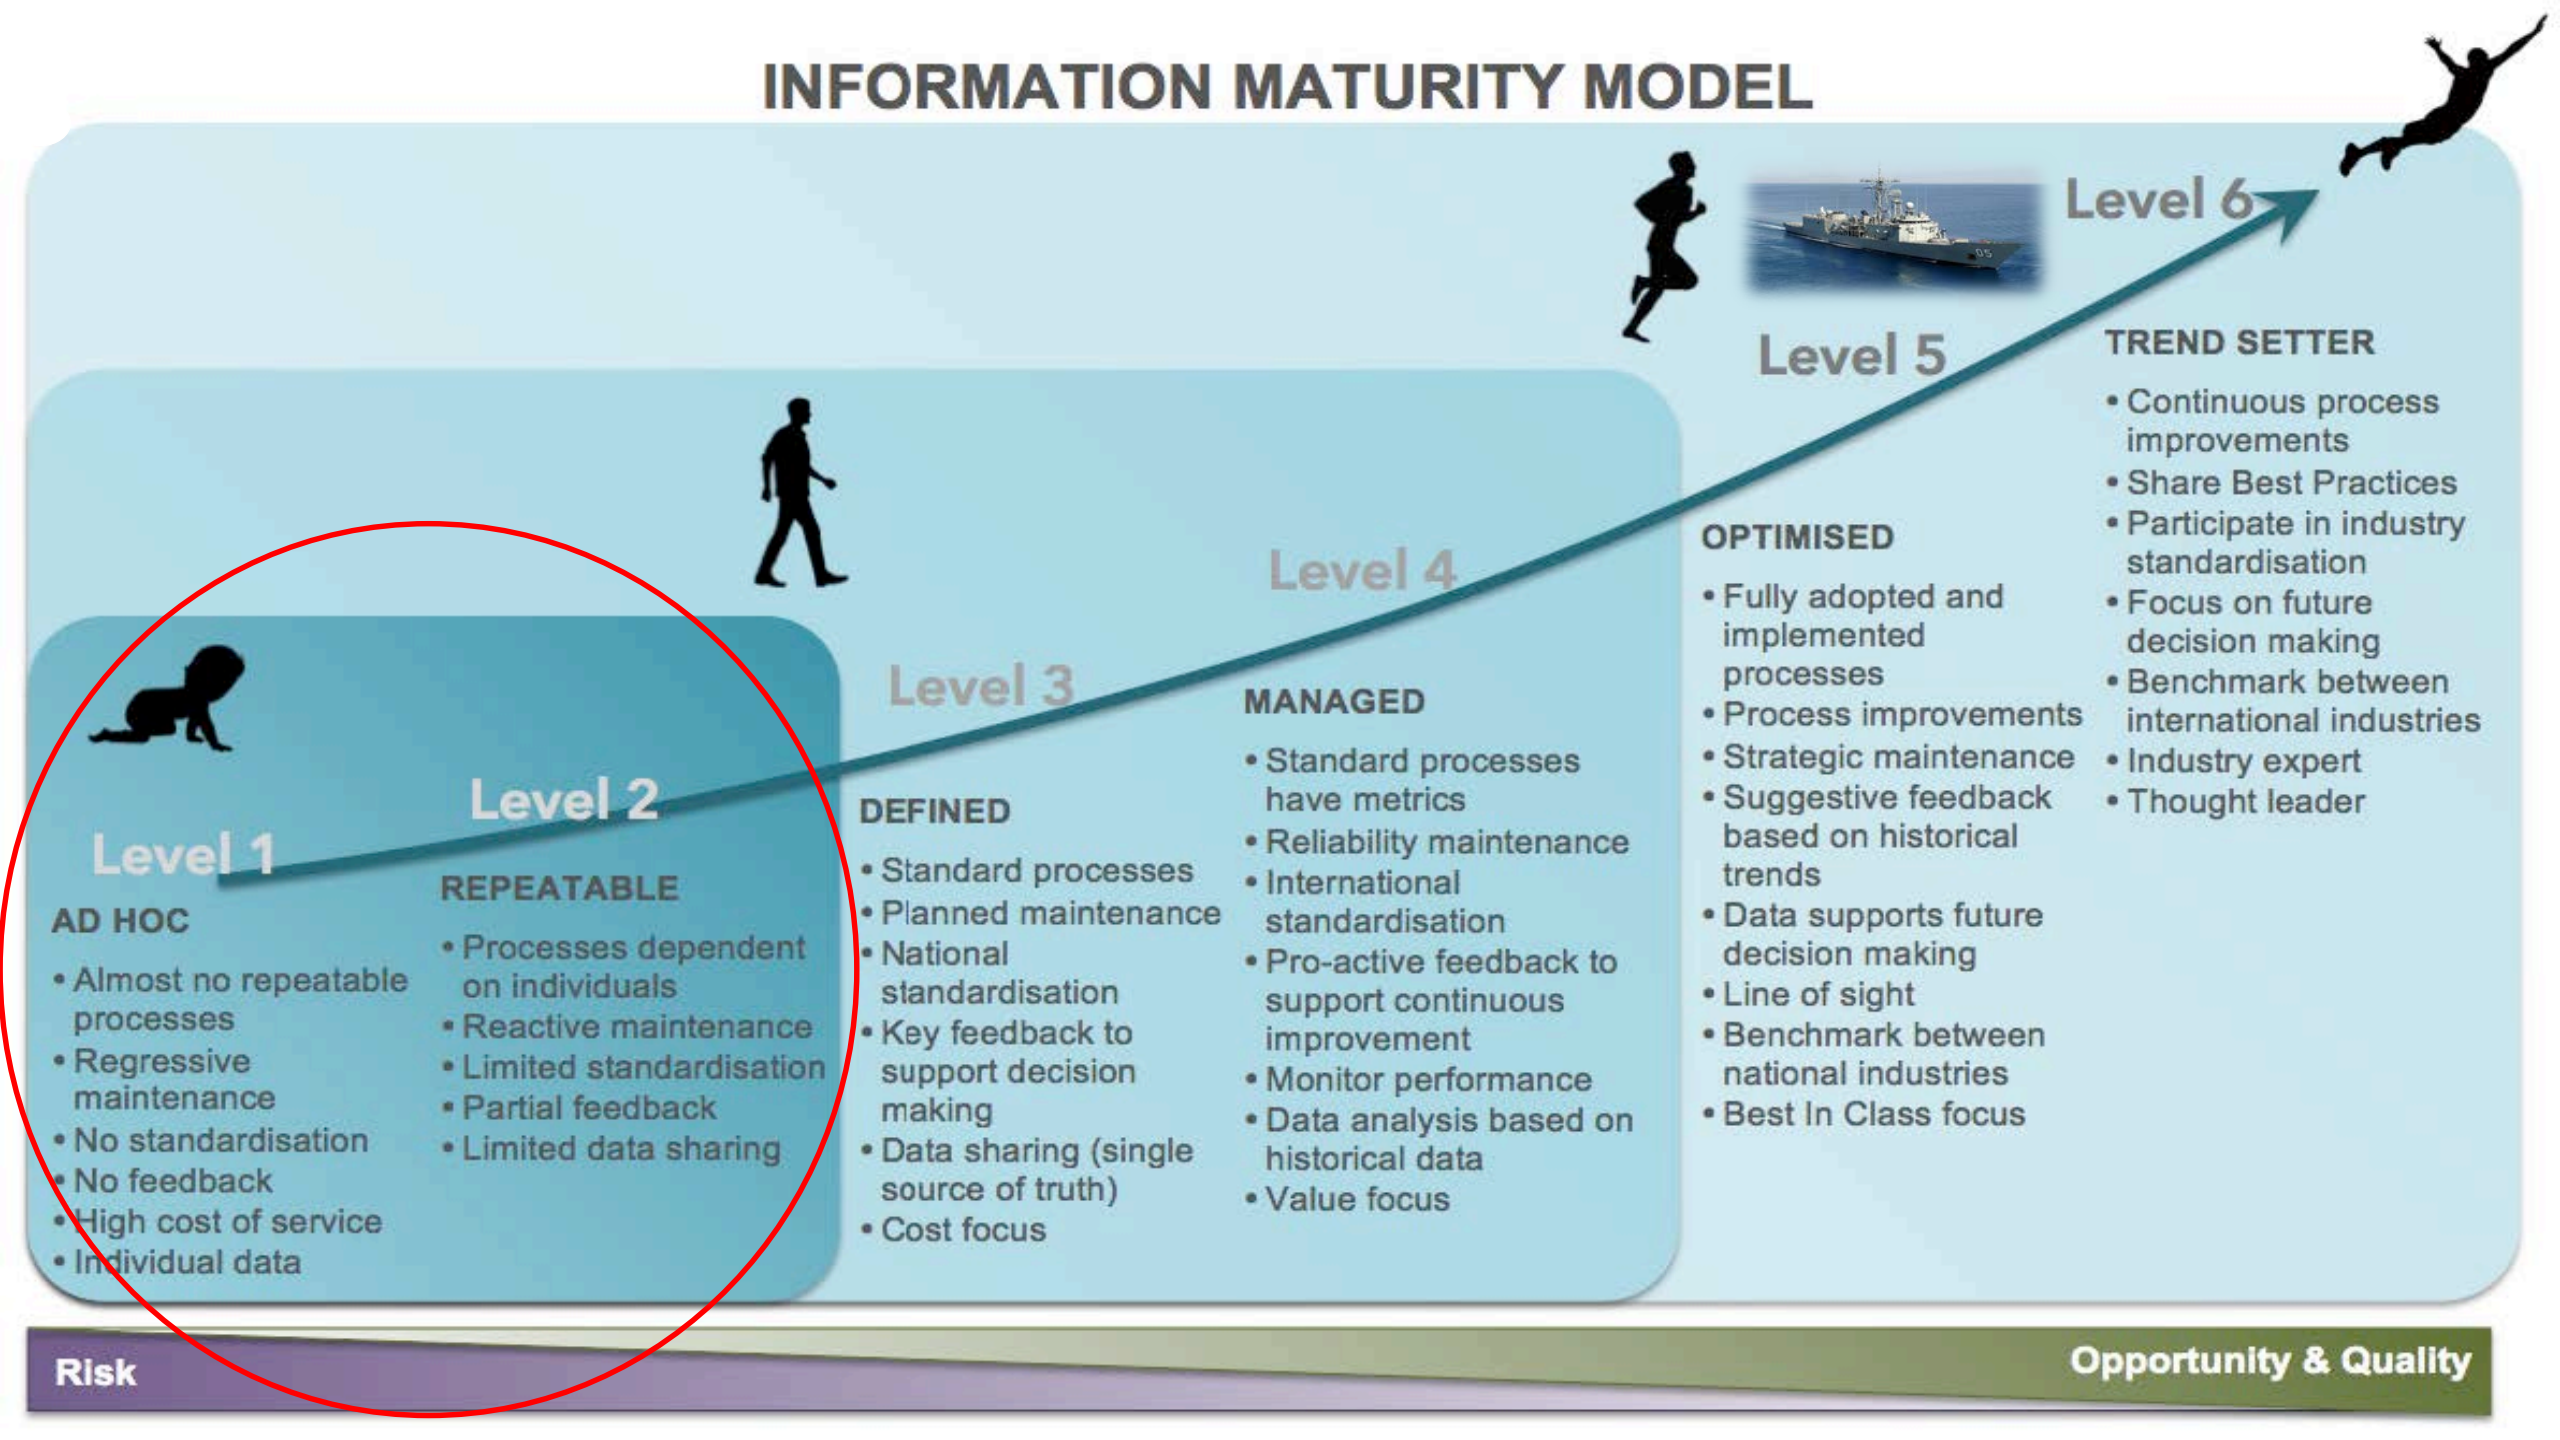 INFORMATION MATURITY MODEL
Level 1
AD HOC
• Almost no repeatable
processes
• Regressive
maintenance
• No standardisation
• No feedback
• High cost of service
• Individual data
Level 2
REPEATABLE
• Processes dependent
on individuals
• Reactive maintenance
• Limited standardisation
• Partial feedback
• Limited data sharing
Level 3
DEFINED
• Standard processes
• Planned maintenance
• National
standardisation
• Key feedback to
support decision
making
• Data sharing (single
source of truth)
• Cost focus
Level 4
MANAGED
• Standard processes
have metrics
• Reliability maintenance
• International
standardisation
• Pro-active feedback to
support continuous
improvement
• Monitor performance
• Data analysis based on
historical data
• Value focus
05
Level 5
OPTIMISED
• Fully adopted and
implemented
processes
• Process improvements
• Strategic maintenance
• Suggestive feedback
based on historical
trends
• Data supports future
decision making
• Line of sight
• Benchmark between
national industries
• Best In Class focus
Level 6
TREND SETTER
• Continuous process
improvements
• Share Best Practices
• Participate in industry
standardisation
• Focus on future
decision making
• Benchmark between
international industries
• Industry expert
• Thought leader
Risk
Opportunity & Quality